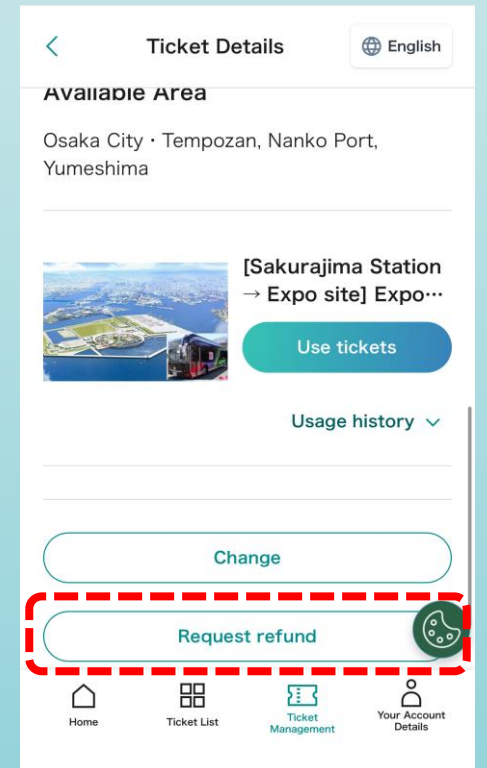 Ticket Details
English
Available Area
Osaka City・Tempozan, Nanko Port,
Yumeshima
[Sakurajima Station
→ Expo site] Expo…
Use tickets
Usage history
Change
Request refund
Home
Ticket List
Ticket
Management
Your Account
Details